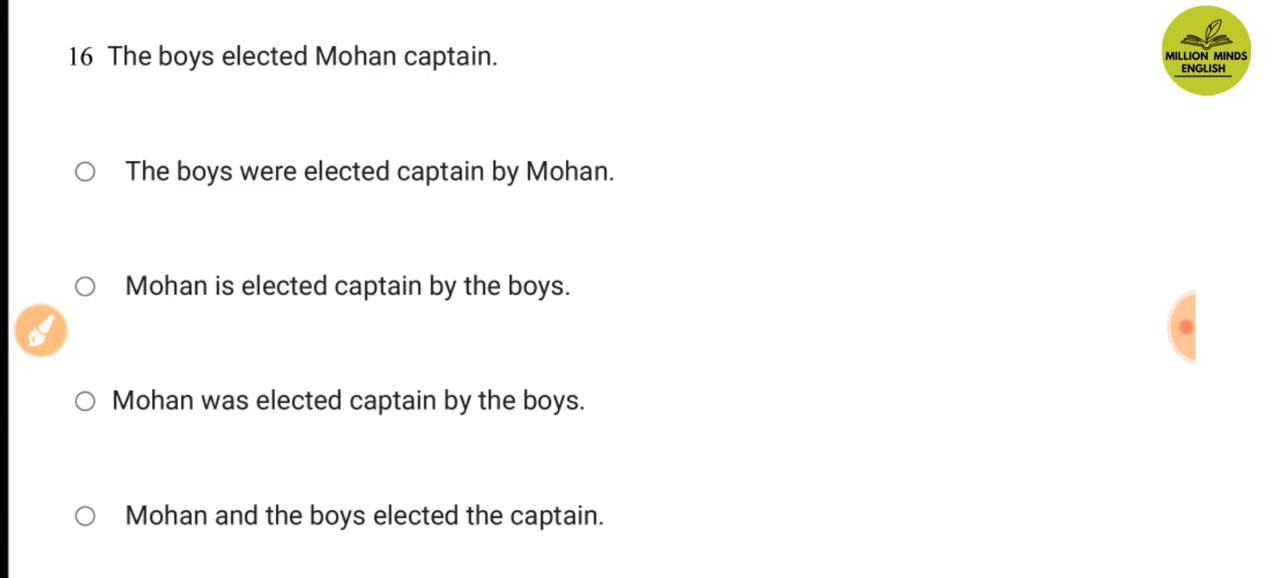 16 The boys elected Mohan captain.
MILLION MINDS
ENGLISH
The boys were elected captain by Mohan.
Mohan is elected captain by the boys.
Mohan was elected captain by the boys.
Mohan and the boys elected the captain.